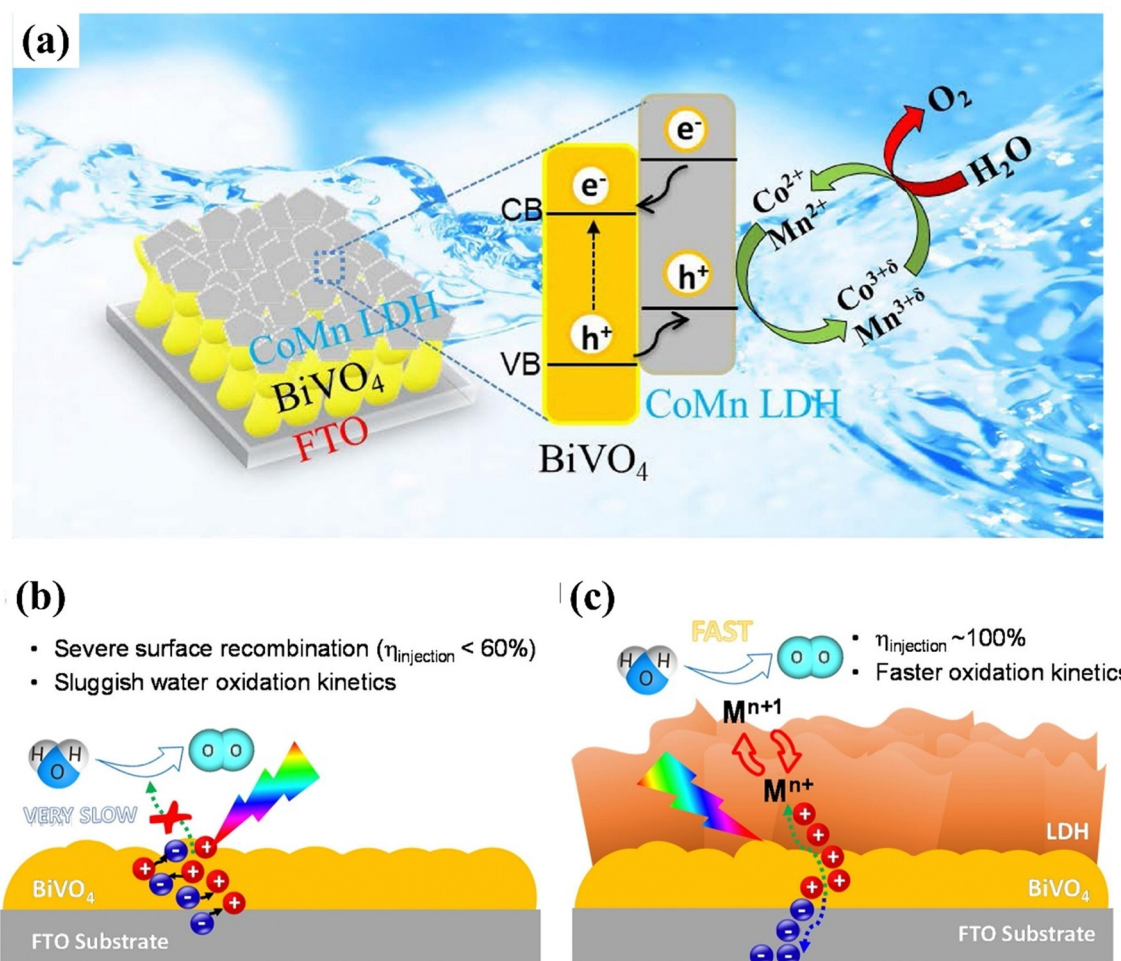 (a)
O₂
H₂O
e⁻
e⁻
CB
Co²⁺
Mn²⁺
h⁺
h⁺
Co³⁺ᵟ
Mn³⁺ᵟ
VB
CoMn LDH
BiVO₄
FTO
CoMn LDH
BiVO₄
(b)
• Severe surface recombination (ηinjection < 60%)
• Sluggish water oxidation kinetics
H H
O
O O
VERY SLOW
+ - + + - + - + -
BiVO₄
FTO Substrate
(c)
FAST
• ηinjection ~100%
• Faster oxidation kinetics
H H
O
O O
Mⁿ⁺¹
Mⁿ⁺
+ + + + +
LDH
BiVO₄
- - - -
FTO Substrate